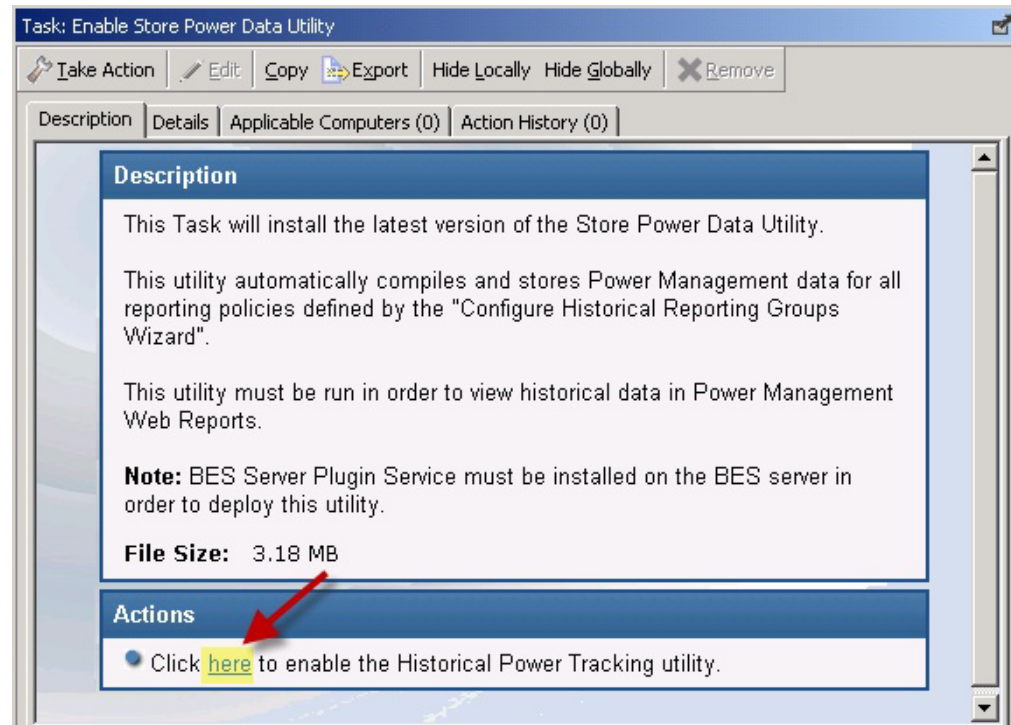 Task: Enable Store Power Data Utility
Take Action Edit Copy Export Hide Locally Hide Globally Remove
Description Details Applicable Computers (0) Action History (0)
Description
This Task will install the latest version of the Store Power Data Utility.
This utility automatically compiles and stores Power Management data for all
reporting policies defined by the "Configure Historical Reporting Groups
Wizard".
This utility must be run in order to view historical data in Power Management
Web Reports.
Note: BES Server Plugin Service must be installed on the BES server in
order to deploy this utility.
File Size: 3.18 MB
Actions
Click here to enable the Historical Power Tracking utility.